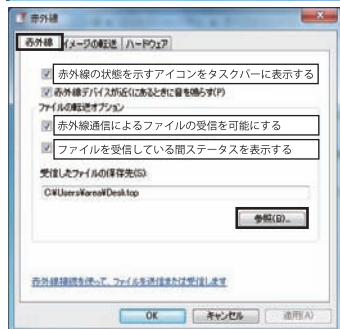 赤外線
赤外線 イメージの転送 ハードウェア
赤外線の状態を示すアイコンをタスクバーに表示する
赤外線デバイスが近くにあるときに音を鳴らす(P)
ファイルの転送オプション
赤外線通信によるファイルの受信を可能にする
ファイルを受信している間ステータスを表示する
受信したファイルの保存先(S):
C:¥Users¥area¥Desktop
参照(B)...
赤外線接続を使って、ファイルを送信または受信します
OK キャンセル 適用(A)